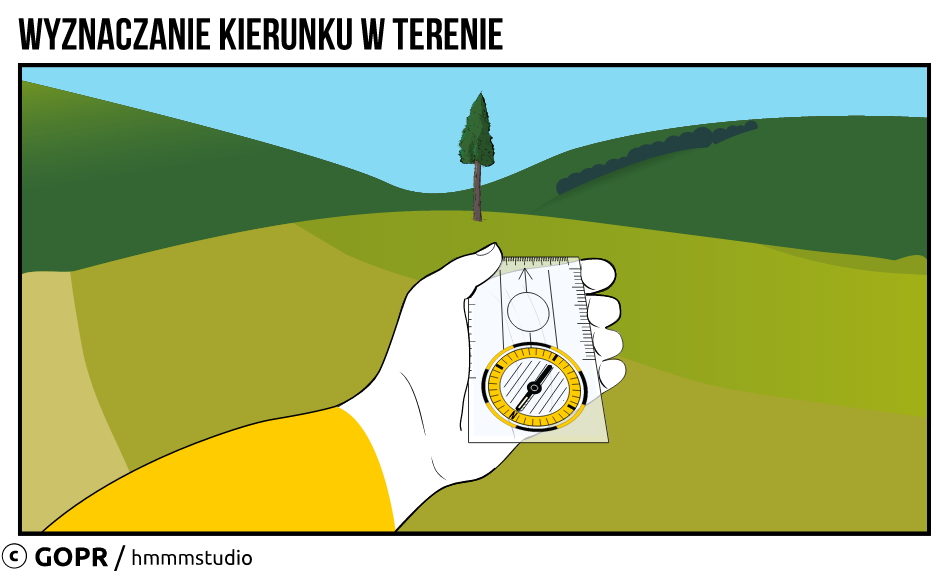 WYZNACZANIE KIERUNKU W TERENIE
N
© GOPR / hmmmstudio